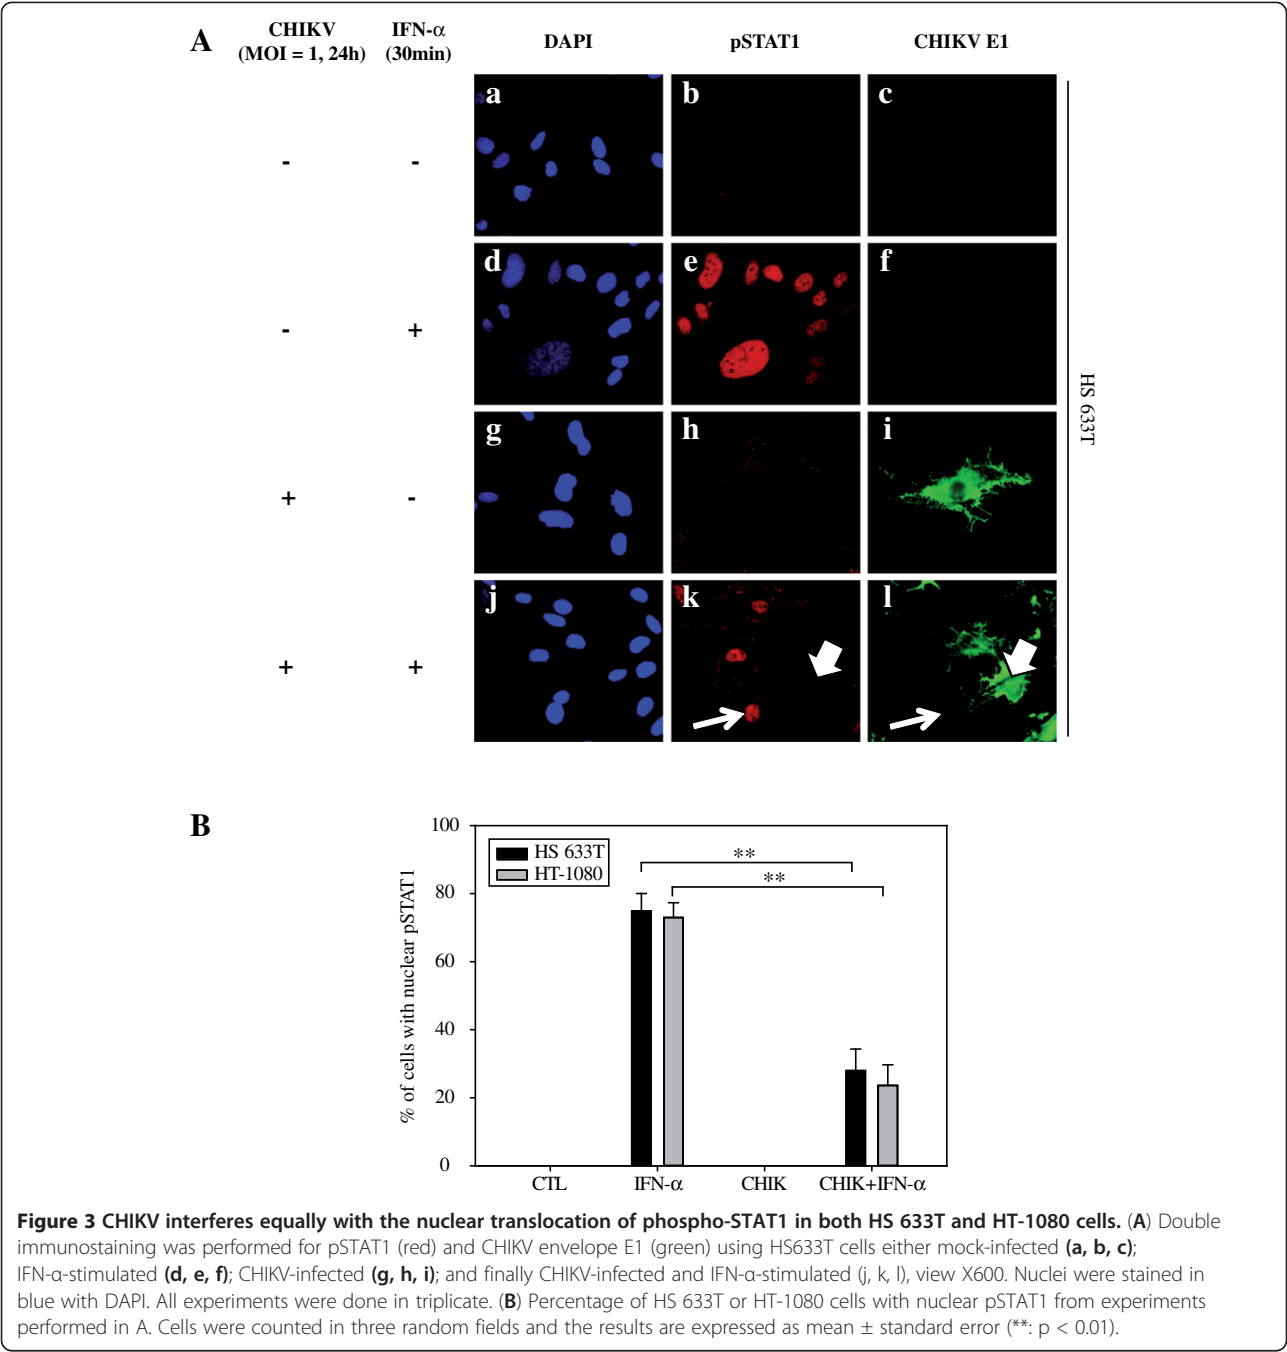 A
CHIKV
(MOI = 1, 24h)
IFN-α
(30min)
DAPI
pSTAT1
CHIKV E1
a
b
c
-
-
d
e
f
-
+
g
h
i
+
-
j
k
l
+
+
HS 633T
B
% of cells with nuclear pSTAT1
100
80
60
40
20
0
HS 633T
HT-1080
**
**
CTL
IFN-α
CHIK
CHIK+IFN-α
Figure 3 CHIKV interferes equally with the nuclear translocation of phospho-STAT1 in both HS 633T and HT-1080 cells. (A) Double
immunostaining was performed for pSTAT1 (red) and CHIKV envelope E1 (green) using HS633T cells either mock-infected (a, b, c);
IFN-α-stimulated (d, e, f); CHIKV-infected (g, h, i); and finally CHIKV-infected and IFN-α-stimulated (j, k, l), view X600. Nuclei were stained in
blue with DAPI. All experiments were done in triplicate. (B) Percentage of HS 633T or HT-1080 cells with nuclear pSTAT1 from experiments
performed in A. Cells were counted in three random fields and the results are expressed as mean ± standard error (**: p < 0.01).